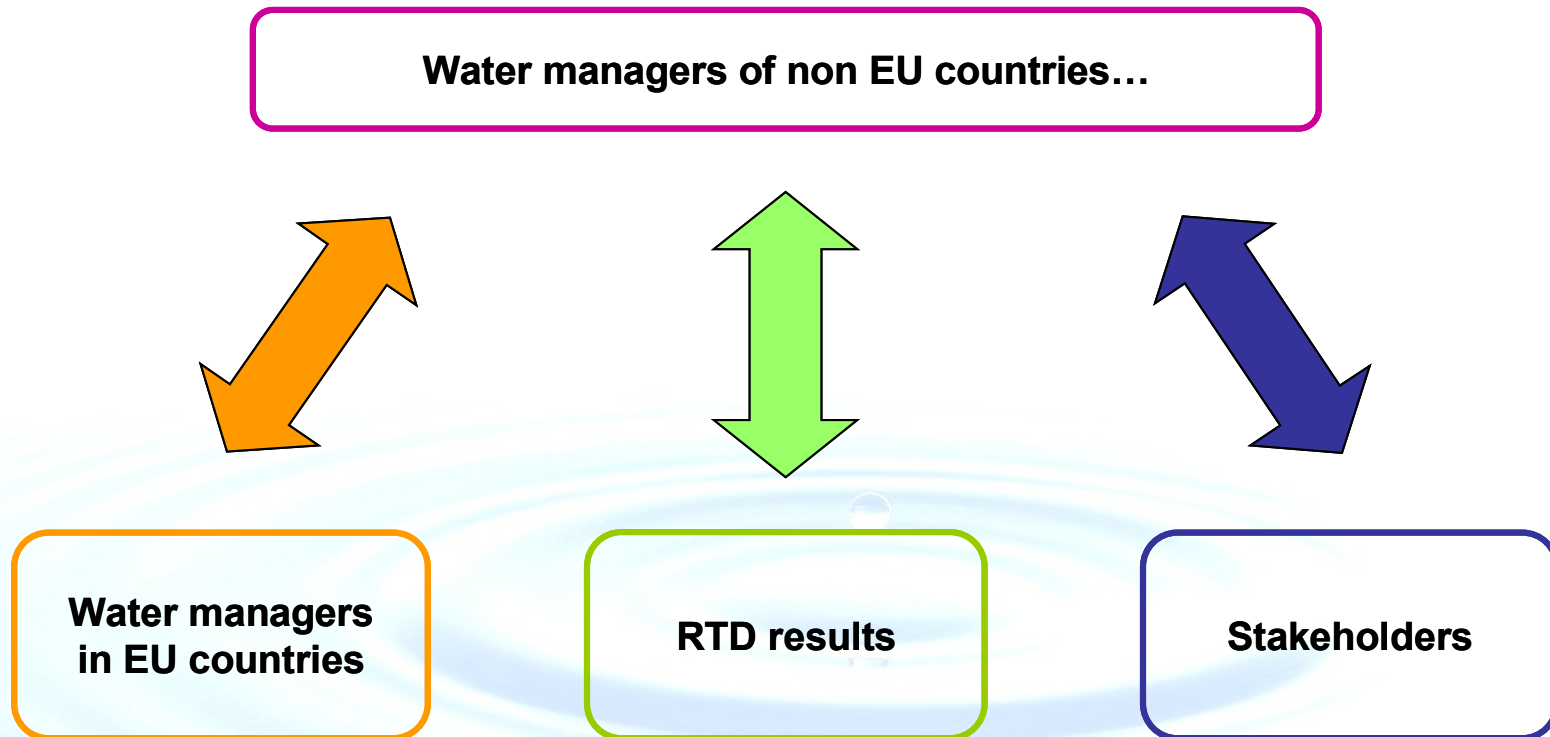 Water managers of non EU countries…
Water managers
in EU countries
RTD results
Stakeholders